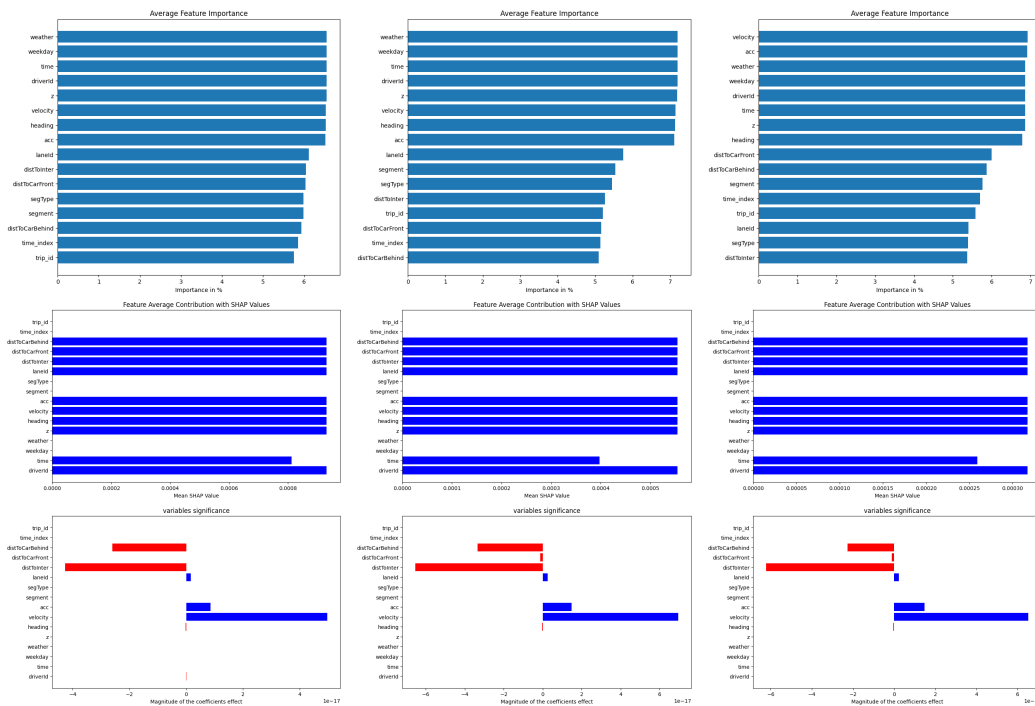 Average Feature Importance
weather
weekday
time
driverId
z
velocity
heading
acc
laneId
distToInter
distToCarFront
segType
segment
distToCarBehind
time_index
trip_id
0 1 2 3 4 5 6
Importance in %
Average Feature Importance
weather
weekday
time
driverId
z
velocity
heading
acc
laneId
segment
segType
distToInter
trip_id
distToCarFront
time_index
distToCarBehind
0 1 2 3 4 5 6 7
Importance in %
Average Feature Importance
velocity
acc
weather
weekday
driverId
time
z
heading
distToCarFront
distToCarBehind
segment
time_index
trip_id
laneId
segType
distToInter
0 1 2 3 4 5 6 7
Importance in %
Feature Average Contribution with SHAP Values
trip_id
time_index
distToCarBehind
distToCarFront
distToInter
laneId
segType
segment
acc
velocity
heading
z
weather
weekday
time
driverId
0.0000 0.0002 0.0004 0.0006 0.0008
Mean SHAP Value
Feature Average Contribution with SHAP Values
trip_id
time_index
distToCarBehind
distToCarFront
distToInter
laneId
segType
segment
acc
velocity
heading
z
weather
weekday
time
driverId
0.0000 0.0001 0.0002 0.0003 0.0004 0.0005
Mean SHAP Value
Feature Average Contribution with SHAP Values
trip_id
time_index
distToCarBehind
distToCarFront
distToInter
laneId
segType
segment
acc
velocity
heading
z
weather
weekday
time
driverId
0.00000 0.00005 0.00010 0.00015 0.00020 0.00025 0.00030
Mean SHAP Value
variables significance
trip_id
time_index
distToCarBehind
distToCarFront
distToInter
laneId
segType
segment
acc
velocity
heading
z
weather
weekday
time
driverId
−4 −2 0 2 4
1e−17
Magnitude of the coefficients effect
variables significance
trip_id
time_index
distToCarBehind
distToCarFront
distToInter
laneId
segType
segment
acc
velocity
heading
z
weather
weekday
time
driverId
−6 −4 −2 0 2 4 6
1e−17
Magnitude of the coefficients effect
variables significance
trip_id
time_index
distToCarBehind
distToCarFront
distToInter
laneId
segType
segment
acc
velocity
heading
z
weather
weekday
time
driverId
−6 −4 −2 0 2 4 6
1e−17
Magnitude of the coefficients effect